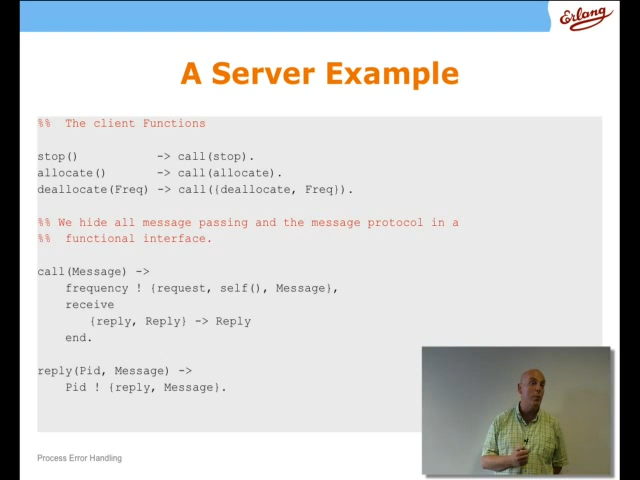 Erlang
A Server Example
%% The client Functions
stop() -> call(stop).
allocate() -> call(allocate).
deallocate(Freq) -> call({deallocate, Freq}).
%% We hide all message passing and the message protocol in a
%% functional interface.
call(Message) ->
frequency ! {request, self(), Message},
receive
{reply, Reply} -> Reply
end.
reply(Pid, Message) ->
Pid ! {reply, Message}.
Process Error Handling